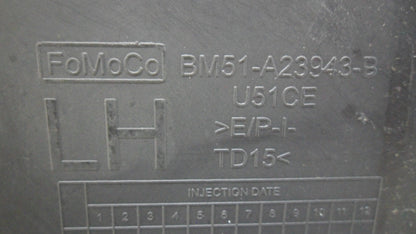 FoMoCo BM51-A23943-B
LH U51CE
>E/P-I-
TD15<
INJECTION DATE
1 2 3 4 5 6 7 8 9 10 11 12